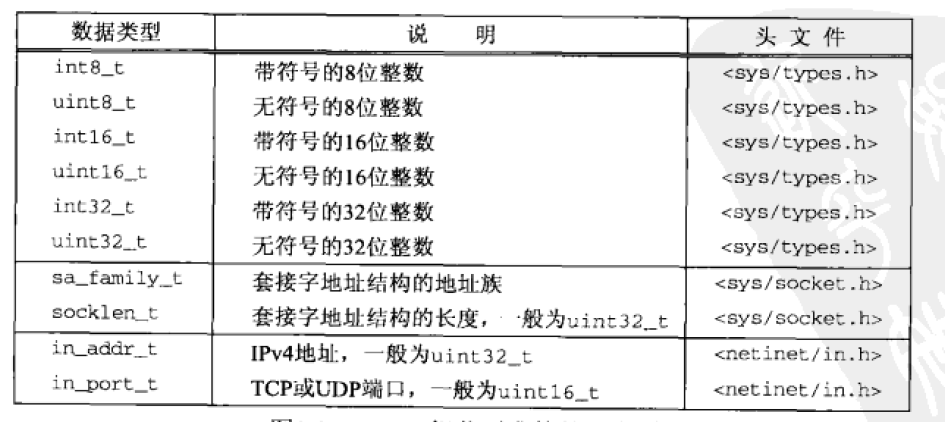 数据类型 说 明 头 文 件
int8_t 带符号的8位整数 <sys/types.h>
uint8_t 无符号的8位整数 <sys/types.h>
int16_t 带符号的16位整数 <sys/types.h>
uint16_t 无符号的16位整数 <sys/types.h>
int32_t 带符号的32位整数 <sys/types.h>
uint32_t 无符号的32位整数 <sys/types.h>
sa_family_t 套接字地址结构的地址族 <sys/socket.h>
socklen_t 套接字地址结构的长度，一般为uint32_t <sys/socket.h>
in_addr_t IPv4地址，一般为uint32_t <netinet/in.h>
in_port_t TCP或UDP端口，一般为uint16_t <netinet/in.h>